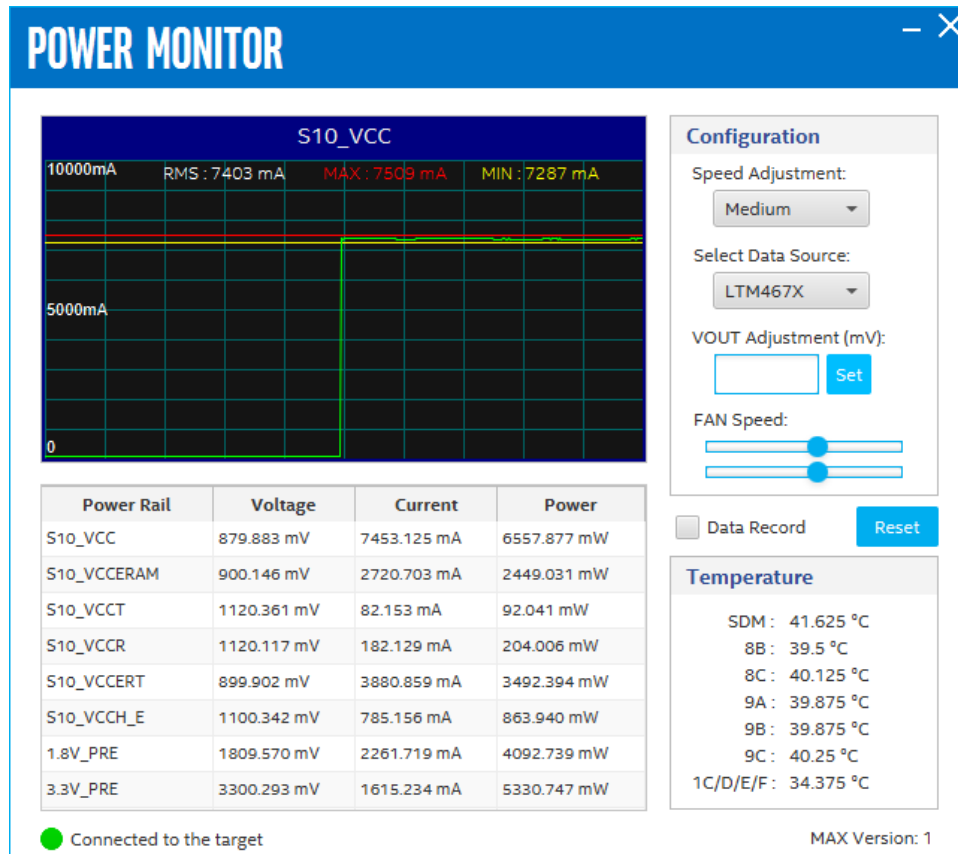 POWER MONITOR
S10_VCC
10000mA RMS : 7403 mA MAX : 7509 mA MIN : 7287 mA
5000mA
0
Configuration
Speed Adjustment:
Medium
Select Data Source:
LTM467X
VOUT Adjustment (mV):
Set
FAN Speed:
Power Rail Voltage Current Power
S10_VCC 879.883 mV 7453.125 mA 6557.877 mW
S10_VCCERAM 900.146 mV 2720.703 mA 2449.031 mW
S10_VCCT 1120.361 mV 82.153 mA 92.041 mW
S10_VCCR 1120.117 mV 182.129 mA 204.006 mW
S10_VCCERT 899.902 mV 3880.859 mA 3492.394 mW
S10_VCCH_E 1100.342 mV 785.156 mA 863.940 mW
1.8V_PRE 1809.570 mV 2261.719 mA 4092.739 mW
3.3V_PRE 3300.293 mV 1615.234 mA 5330.747 mW
Data Record Reset
Temperature
SDM : 41.625 °C
8B : 39.5 °C
8C : 40.125 °C
9A : 39.875 °C
9B : 39.875 °C
9C : 40.25 °C
1C/D/E/F : 34.375 °C
Connected to the target
MAX Version: 1